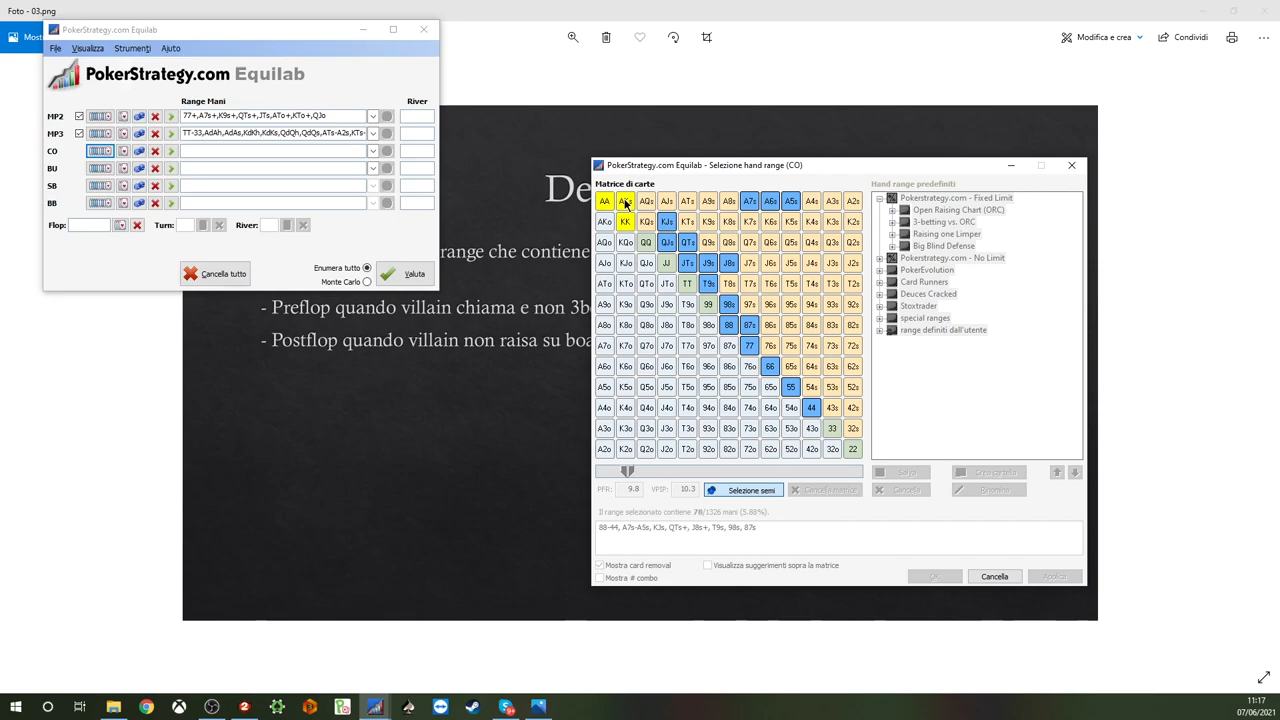 Foto - 03.png
Most
Modifica e crea
Condividi
PokerStrategy.com Equilab
File Visualizza Strumenti Ajuto
PokerStrategy.com Equilab
Range Mani River
MP2 77+,A7s+,K9s+,QTs+,JTs,ATo+,KTo+,QJo
MP3 TT-33,AdAh,AdAs,KdKh,KdKs,QdQh,QdQs,ATs-A2s,KTs-
CO
BU
SB
BB
Flop: Turn: River:
Cancella tutto
Enumera tutto
Monte Carlo
Valuta
De
range che contiene
- Preflop quando villain chiama e non 3b
- Postflop quando villain non raisa su boa
PokerStrategy.com Equilab - Selezione hand range (CO)
Matrice di carte
AA AKs AQs AJs ATs A9s A8s A7s A6s A5s A4s A3s A2s
AKo KK KQs KJs KTs K9s K8s K7s K6s K5s K4s K3s K2s
AQo KQo QQ QJs QTs Q9s Q8s Q7s Q6s Q5s Q4s Q3s Q2s
AJo KJo QJo JJ JTs J9s J8s J7s J6s J5s J4s J3s J2s
ATo KTo QTo JTo TT T9s T8s T7s T6s T5s T4s T3s T2s
A9o K9o Q9o J9o T9o 99 98s 97s 96s 95s 94s 93s 92s
A8o K8o Q8o J8o T8o 98o 88 87s 86s 85s 84s 83s 82s
A7o K7o Q7o J7o T7o 97o 87o 77 76s 75s 74s 73s 72s
A6o K6o Q6o J6o T6o 96o 86o 76o 66 65s 64s 63s 62s
A5o K5o Q5o J5o T5o 95o 85o 75o 65o 55 54s 53s 52s
A4o K4o Q4o J4o T4o 94o 84o 74o 64o 54o 44 43s 42s
A3o K3o Q3o J3o T3o 93o 83o 73o 63o 53o 43o 33 32s
A2o K2o Q2o J2o T2o 92o 82o 72o 62o 52o 42o 32o 22
PFR: 9.8 VPIP: 10.3 Selezione semi Cancella matrice
Il range selezionato contiene 78/1326 mani (5.88%).
88-44, A7s-A5s, KJs, QTs+, J8s+, T9s, 98s, 87s
Mostra card removal Visualizza suggerimenti sopra la matrice
Mostra # combo
Hand range predefiniti
Pokerstrategy.com - Fixed Limit
Open Raising Chart (ORC)
3-betting vs. ORC
Raising one Limper
Big Blind Defense
Pokerstrategy.com - No Limit
PokerEvolution
Card Runners
Deuces Cracked
Stoxtrader
special ranges
range definiti dall'utente
Salva Crea cartella
Cancella Rinomina
OK Cancella Applica
11:17
07/06/2021